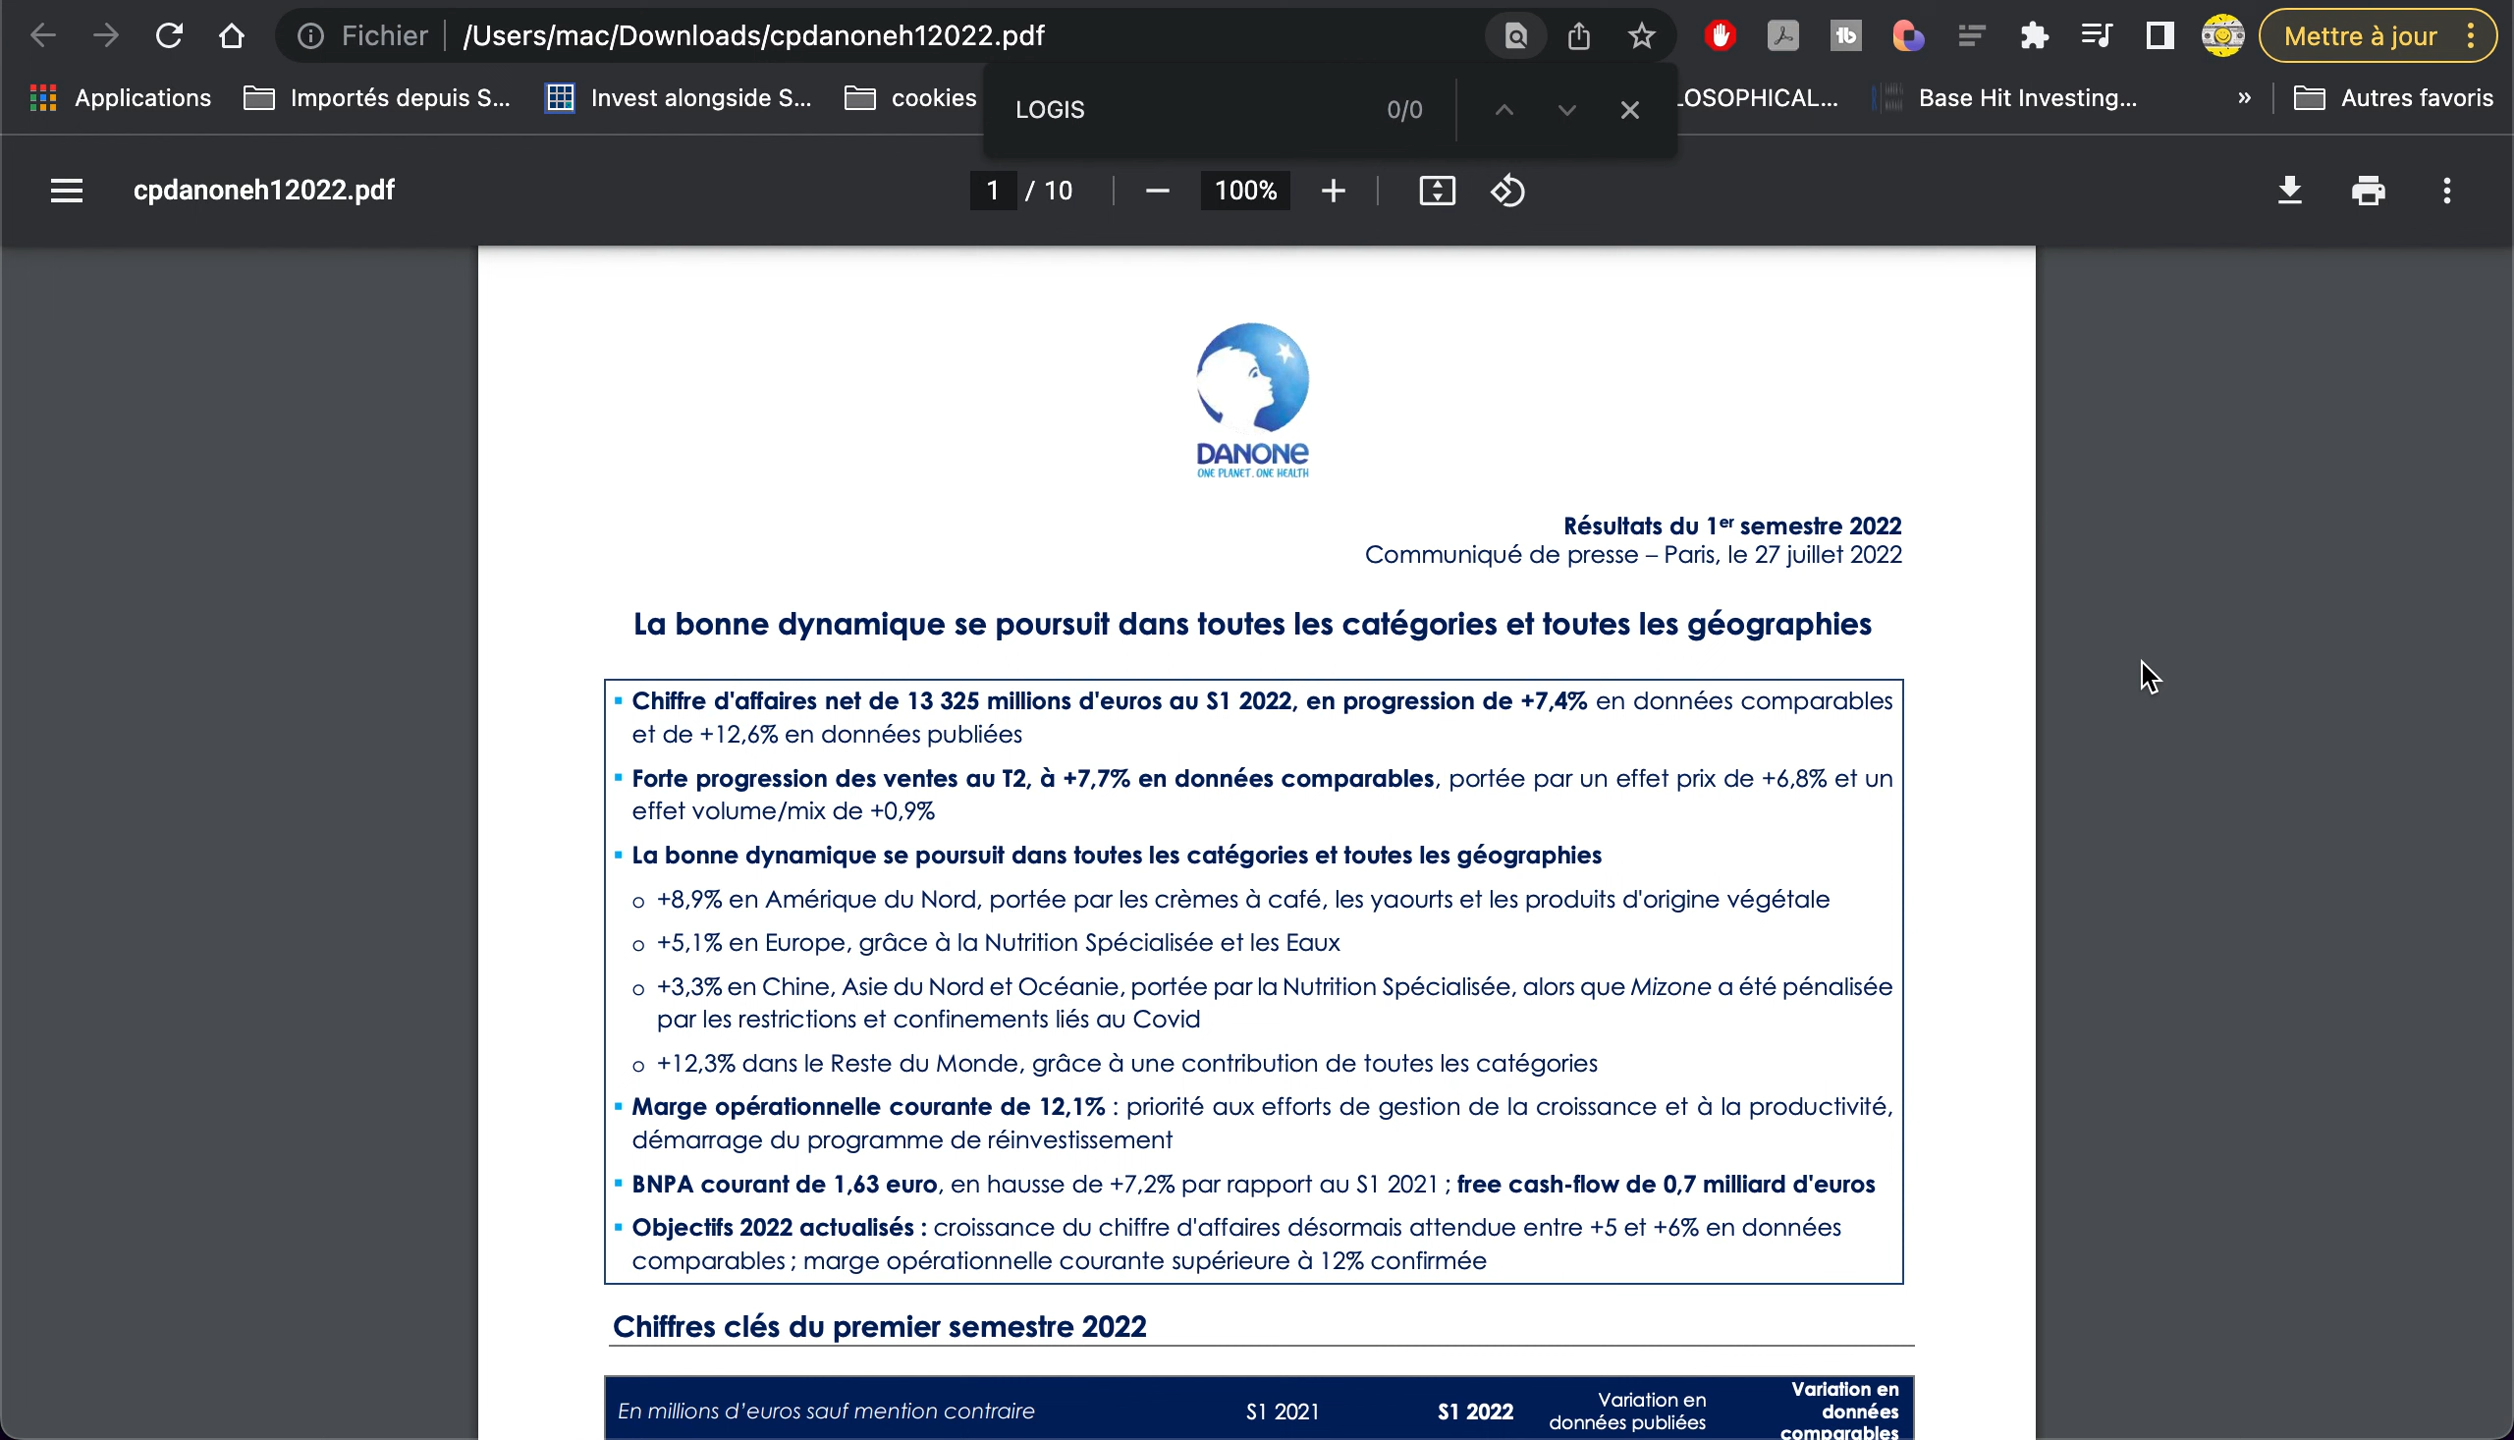 Fichier /Users/mac/Downloads/cpdanoneh12022.pdf Mettre à jour
Applications Importés depuis S... Invest alongside S... cookies LOSOPHICAL... Base Hit Investing... » Autres favoris
LOGIS 0/0
cpdanoneh12022.pdf 1 / 10 100%
DANONE
ONE PLANET. ONE HEALTH
Résultats du 1er semestre 2022
Communiqué de presse – Paris, le 27 juillet 2022
La bonne dynamique se poursuit dans toutes les catégories et toutes les géographies
▪ Chiffre d'affaires net de 13 325 millions d'euros au S1 2022, en progression de +7,4% en données comparables
et de +12,6% en données publiées
▪ Forte progression des ventes au T2, à +7,7% en données comparables, portée par un effet prix de +6,8% et un
effet volume/mix de +0,9%
▪ La bonne dynamique se poursuit dans toutes les catégories et toutes les géographies
o +8,9% en Amérique du Nord, portée par les crèmes à café, les yaourts et les produits d'origine végétale
o +5,1% en Europe, grâce à la Nutrition Spécialisée et les Eaux
o +3,3% en Chine, Asie du Nord et Océanie, portée par la Nutrition Spécialisée, alors que Mizone a été pénalisée
par les restrictions et confinements liés au Covid
o +12,3% dans le Reste du Monde, grâce à une contribution de toutes les catégories
▪ Marge opérationnelle courante de 12,1% : priorité aux efforts de gestion de la croissance et à la productivité,
démarrage du programme de réinvestissement
▪ BNPA courant de 1,63 euro, en hausse de +7,2% par rapport au S1 2021 ; free cash-flow de 0,7 milliard d'euros
▪ Objectifs 2022 actualisés : croissance du chiffre d'affaires désormais attendue entre +5 et +6% en données
comparables ; marge opérationnelle courante supérieure à 12% confirmée
Chiffres clés du premier semestre 2022
En millions d'euros sauf mention contraire S1 2021 S1 2022
Variation en
données publiées
Variation en
données
comparables